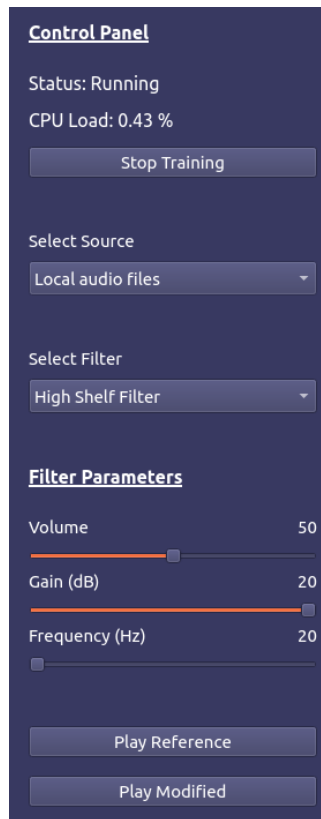 Control Panel
Status: Running
CPU Load: 0.43 %
Stop Training
Select Source
Local audio files
Select Filter
High Shelf Filter
Filter Parameters
Volume 50
Gain (dB) 20
Frequency (Hz) 20
Play Reference
Play Modified